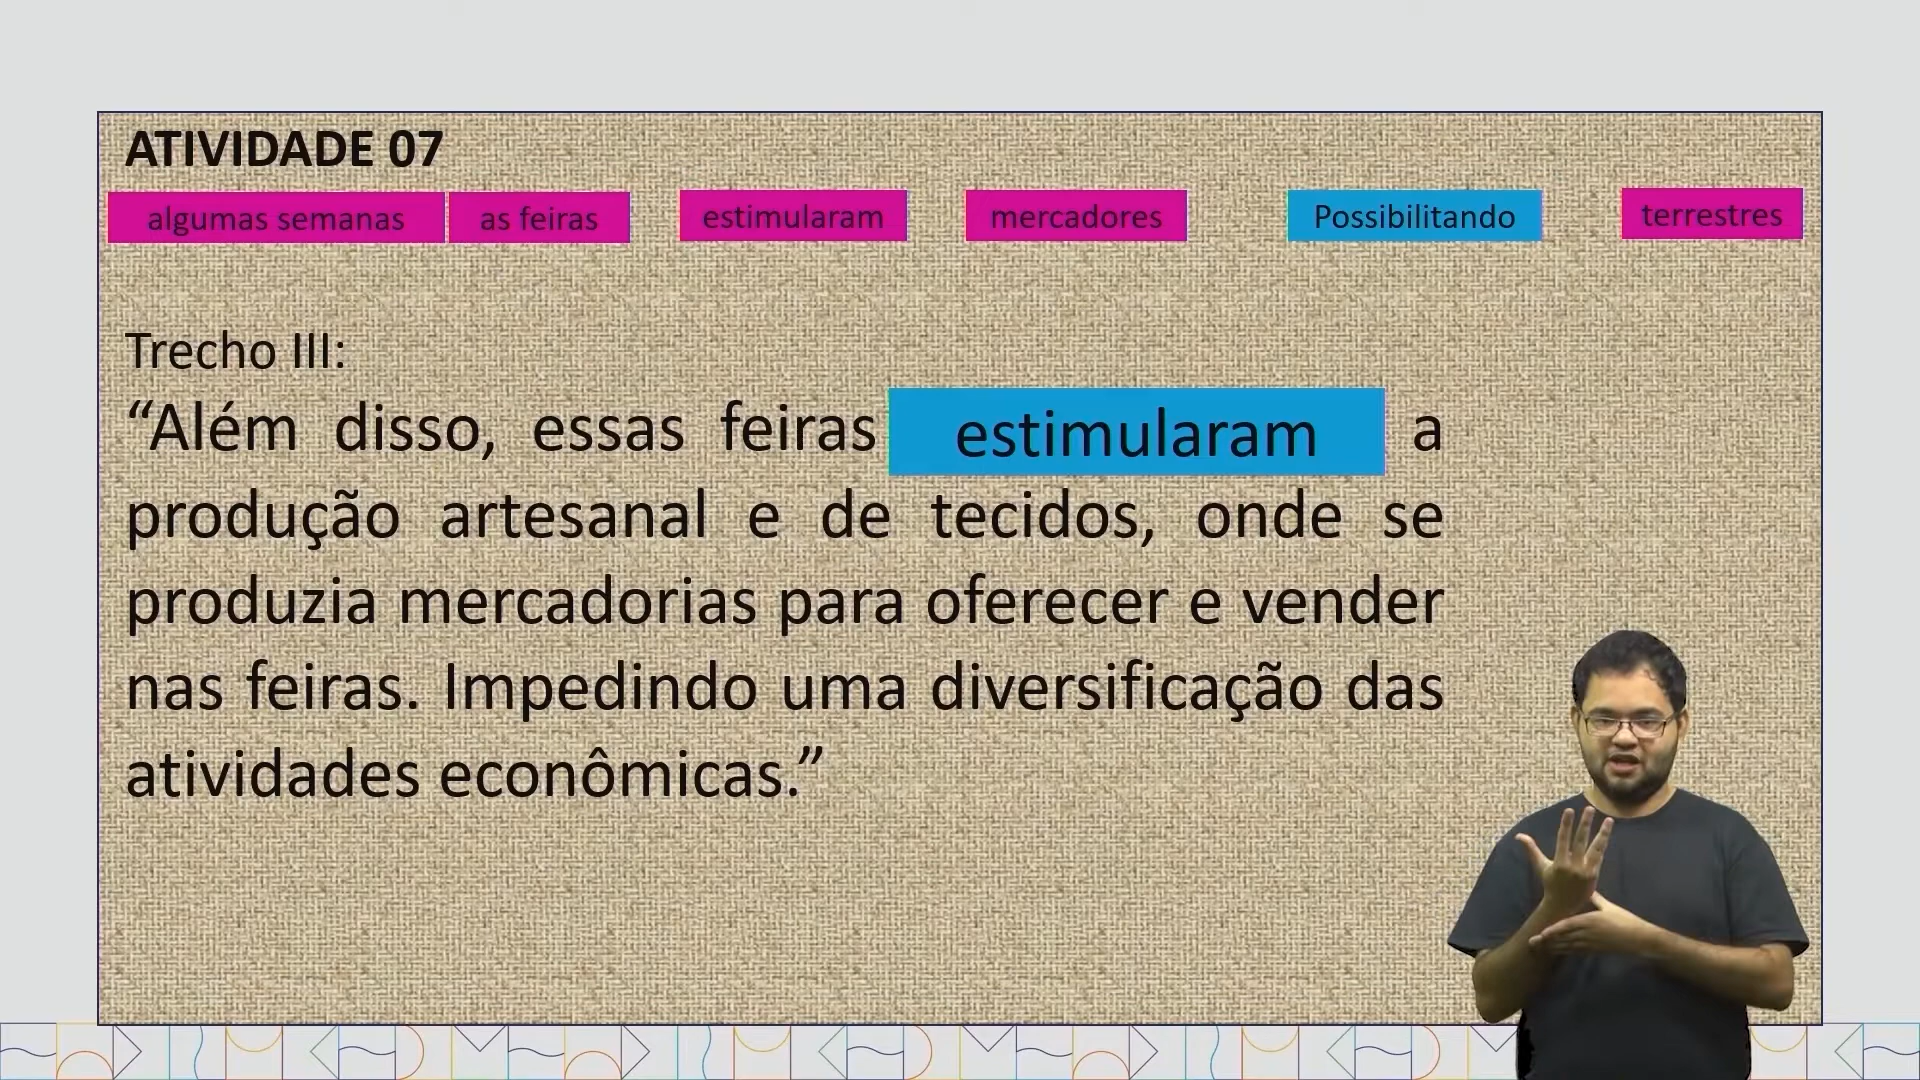 ATIVIDADE 07
algumas semanas as feiras estimularam mercadores Possibilitando terrestres
Trecho III:
“Além disso, essas feiras estimularam a
produção artesanal e de tecidos, onde se
produzia mercadorias para oferecer e vender
nas feiras. Impedindo uma diversificação das
atividades econômicas.”